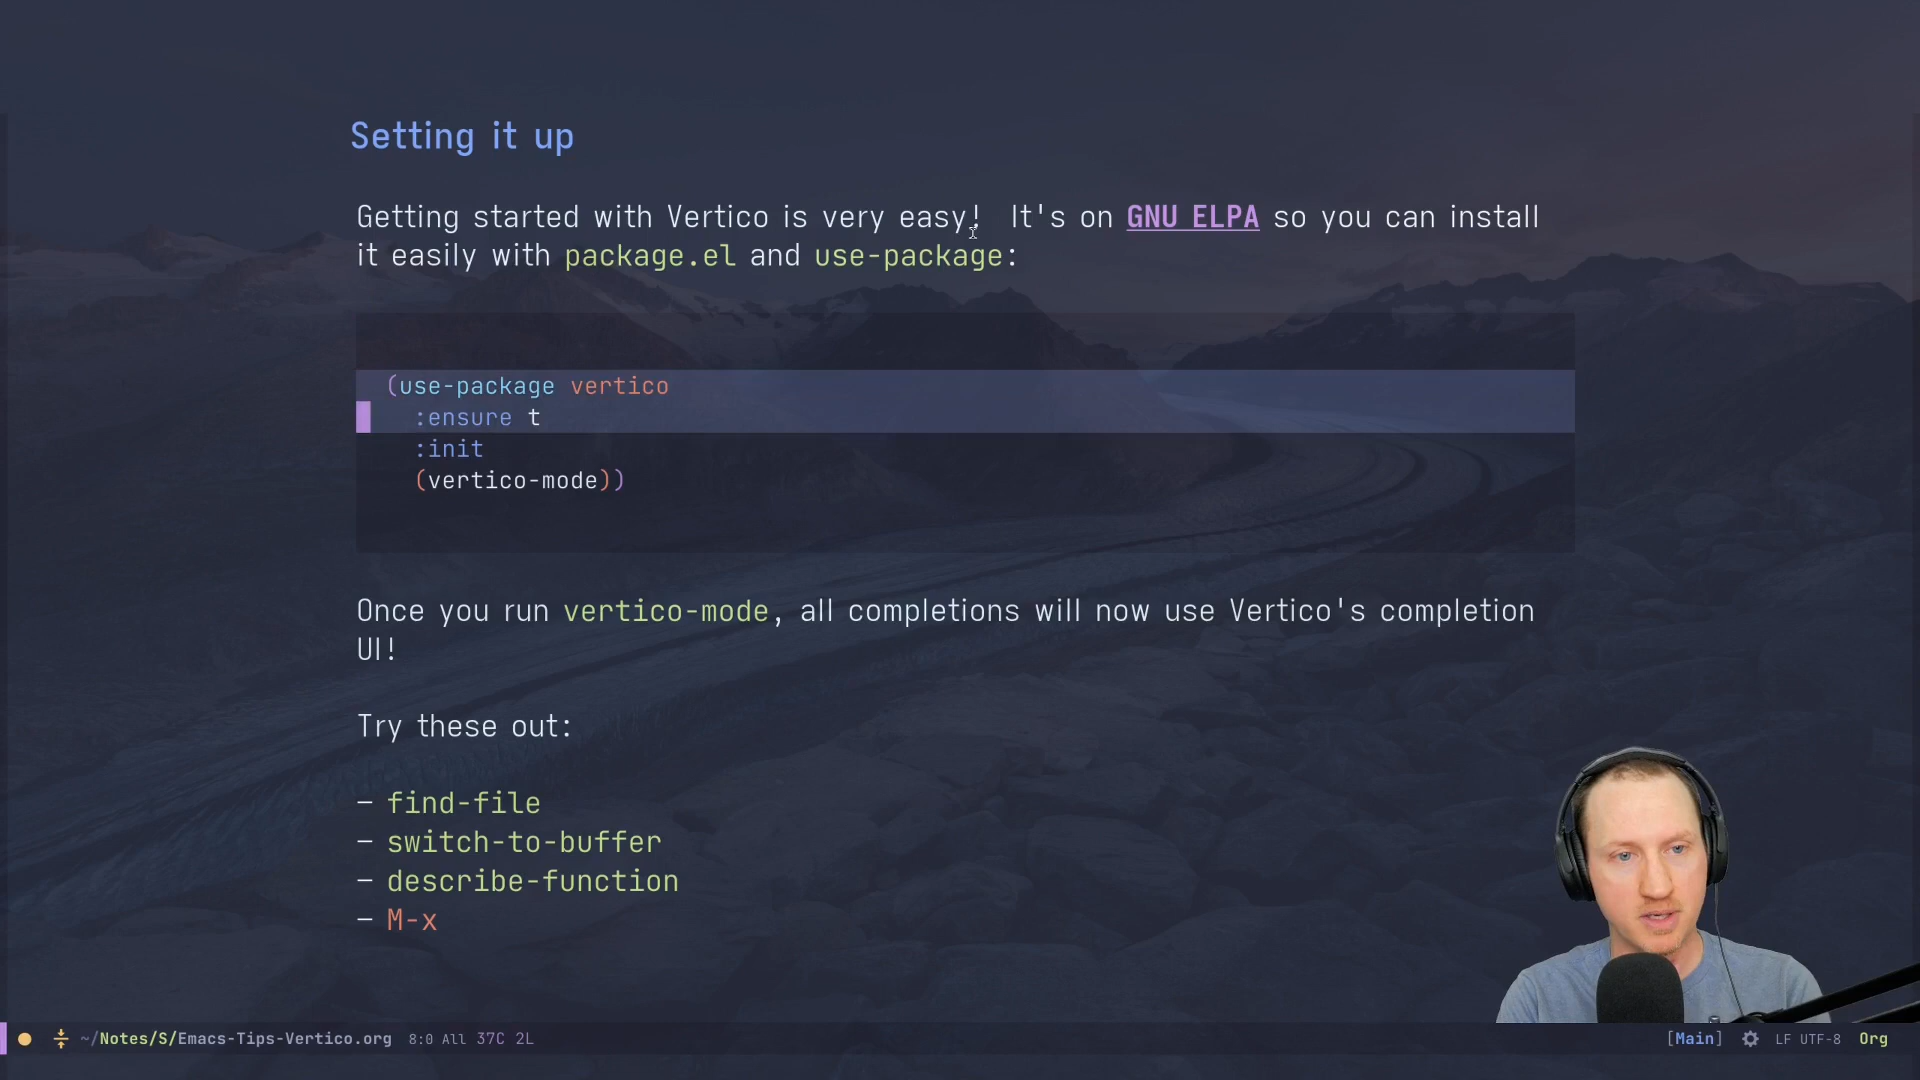 Setting it up
Getting started with Vertico is very easy!  It's on GNU ELPA so you can install
it easily with package.el and use-package:
(use-package vertico
  :ensure t
  :init
  (vertico-mode))
Once you run vertico-mode, all completions will now use Vertico's completion
UI!
Try these out:
– find-file
– switch-to-buffer
– describe-function
– M-x
~/Notes/S/Emacs-Tips-Vertico.org 8:0 All 37C 2L [Main] LF UTF-8 Org